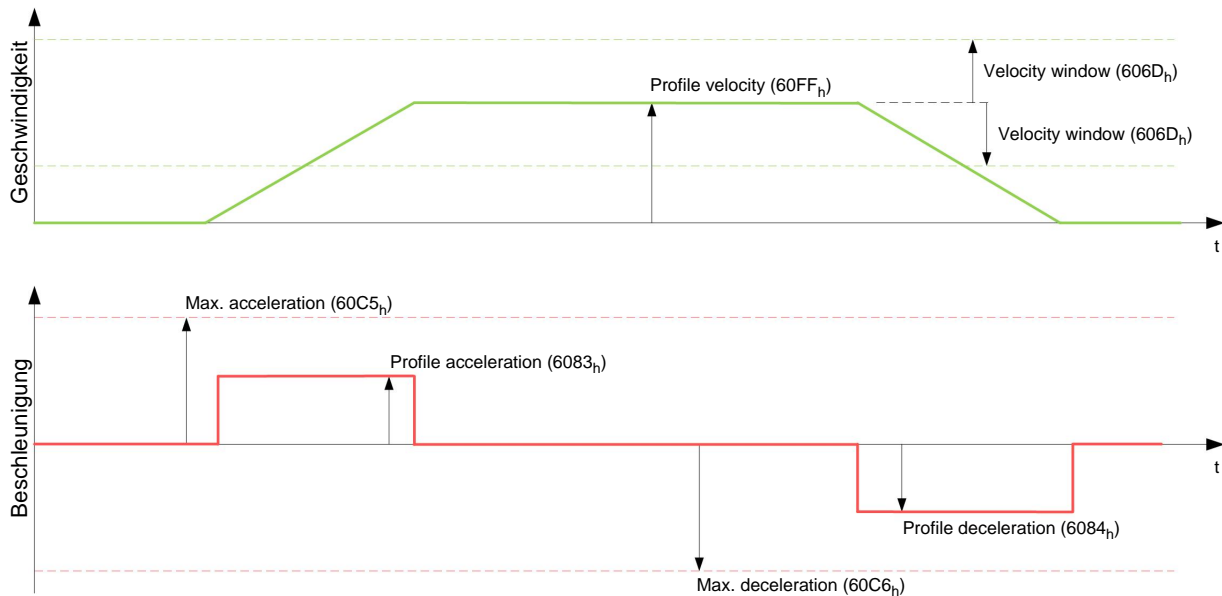 Geschwindigkeit
Profile velocity (60FFh)
Velocity window (606Dh)
Velocity window (606Dh)
t
Beschleunigung
Max. acceleration (60C5h)
Profile acceleration (6083h)
t
Profile deceleration (6084h)
Max. deceleration (60C6h)